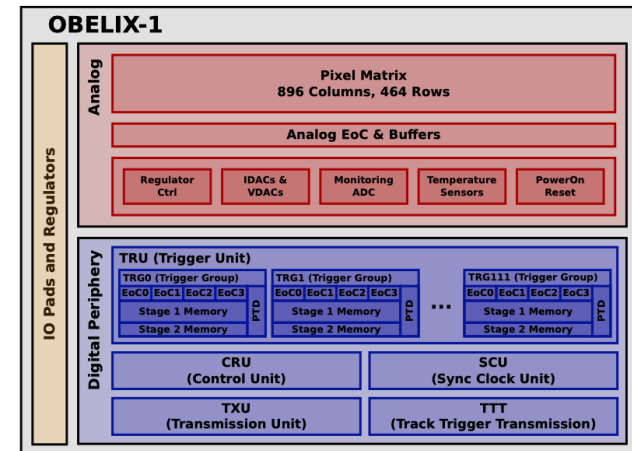 OBELIX-1
IO Pads and Regulators
Analog
Pixel Matrix
896 Columns, 464 Rows
Analog EoC & Buffers
Regulator
Ctrl
IDACs &
VDACs
Monitoring
ADC
Temperature
Sensors
PowerOn
Reset
Digital Periphery
TRU (Trigger Unit)
TRG0 (Trigger Group)
EoC0 EoC1 EoC2 EoC3
Stage 1 Memory
Stage 2 Memory
PTD
TRG1 (Trigger Group)
EoC0 EoC1 EoC2 EoC3
Stage 1 Memory
Stage 2 Memory
PTD
...
TRG111 (Trigger Group)
EoC0 EoC1 EoC2 EoC3
Stage 1 Memory
Stage 2 Memory
PTD
CRU
(Control Unit)
SCU
(Sync Clock Unit)
TXU
(Transmission Unit)
TTT
(Track Trigger Transmission)